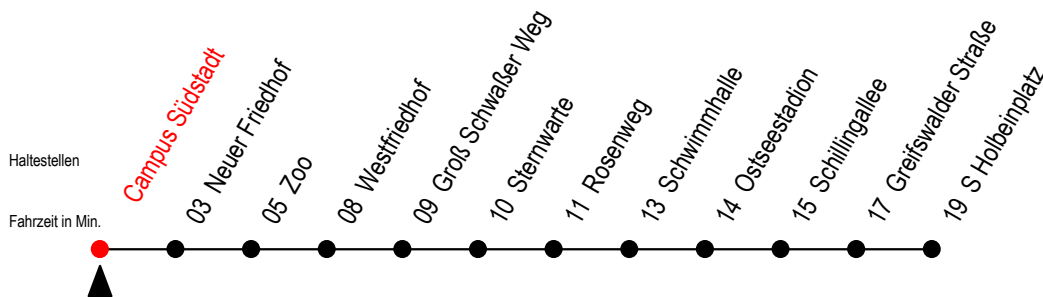 Haltestellen
Fahrzeit in Min.
Campus Südstadt
03 Neuer Friedhof
05 Zoo
08 Westfriedhof
09 Groß Schwaßer Weg
10 Sternwarte
11 Rosenweg
13 Schwimmhalle
14 Ostseestadion
15 Schillingallee
17 Greifswalder Straße
19 S Holbeinplatz